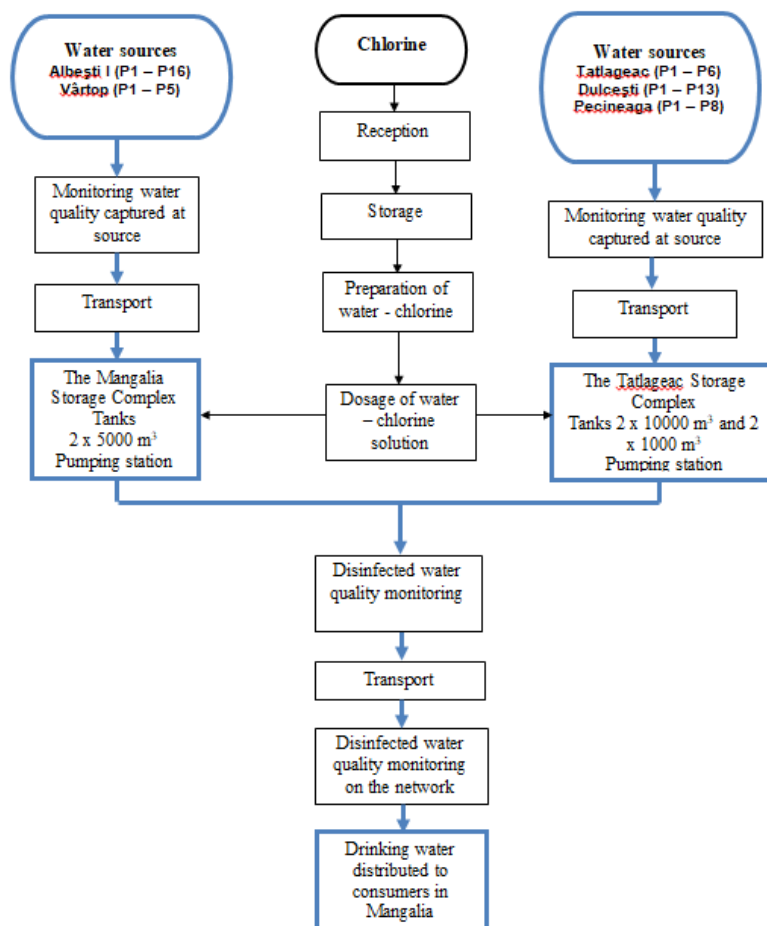 Water sources
Albeşti I (P1 – P16)
Vârtop (P1 – P5)
Chlorine
Water sources
Tatlageac (P1 – P6)
Dulceşti (P1 – P13)
Pecineaga (P1 – P8)
Reception
Monitoring water
quality captured at
source
Storage
Monitoring water quality
captured at source
Transport
Preparation of
water - chlorine
Transport
The Mangalia
Storage Complex
Tanks
2 x 5000 m³
Pumping station
Dosage of water
– chlorine
solution
The Tatlageac Storage
Complex
Tanks 2 x 10000 m³ and 2
x 1000 m³
Pumping station
Disinfected water
quality monitoring
Transport
Disinfected water
quality monitoring
on the network
Drinking water
distributed to
consumers in
Mangalia